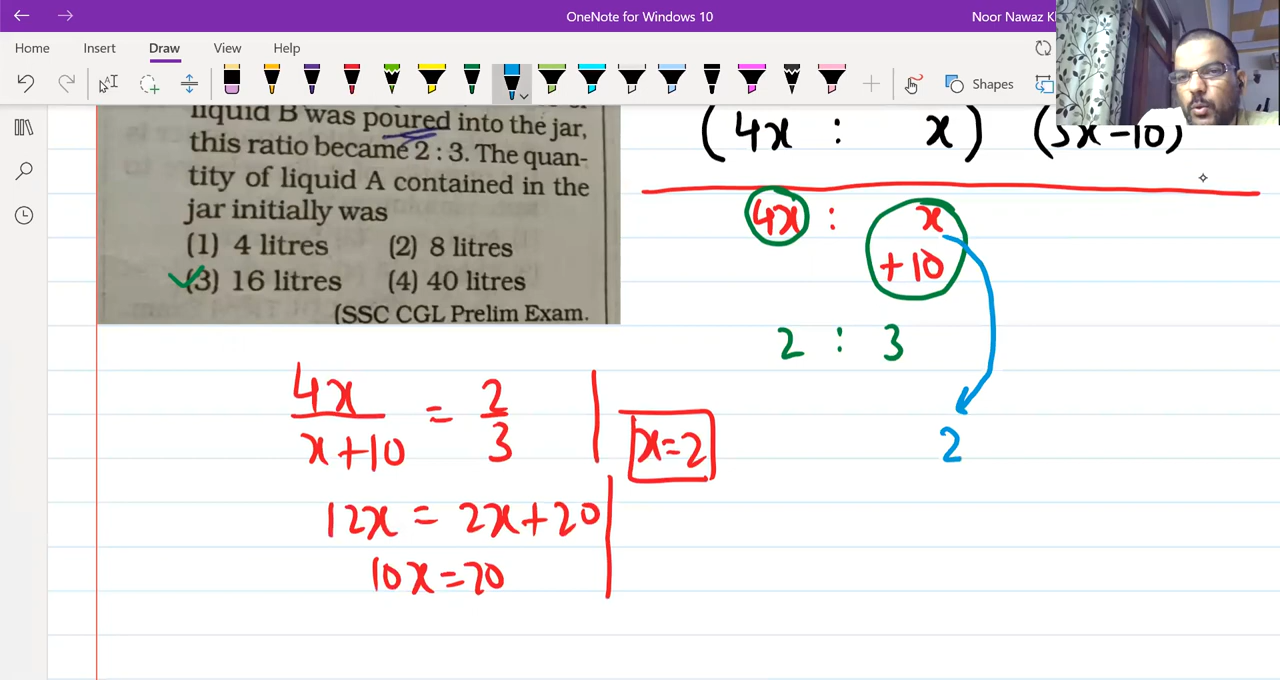 OneNote for Windows 10
Noor Nawaz K
Home Insert Draw View Help
Shapes
liquid B was poured into the jar,
this ratio became 2 : 3. The quan-
tity of liquid A contained in the
jar initially was
(1) 4 litres (2) 8 litres
(3) 16 litres (4) 40 litres
(SSC CGL Prelim Exam.
(4x : x) (5x-10)
4x : x
+10
2 : 3
2
4x/x+10 = 2/3
x=2
12x = 2x+20
10x=20